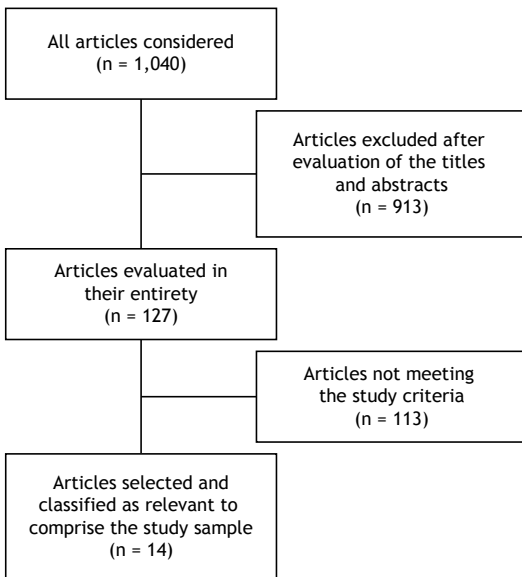 All articles considered
(n = 1,040)
Articles excluded after
evaluation of the titles
and abstracts
(n = 913)
Articles evaluated in
their entirety
(n = 127)
Articles not meeting
the study criteria
(n = 113)
Articles selected and
classified as relevant to
comprise the study sample
(n = 14)